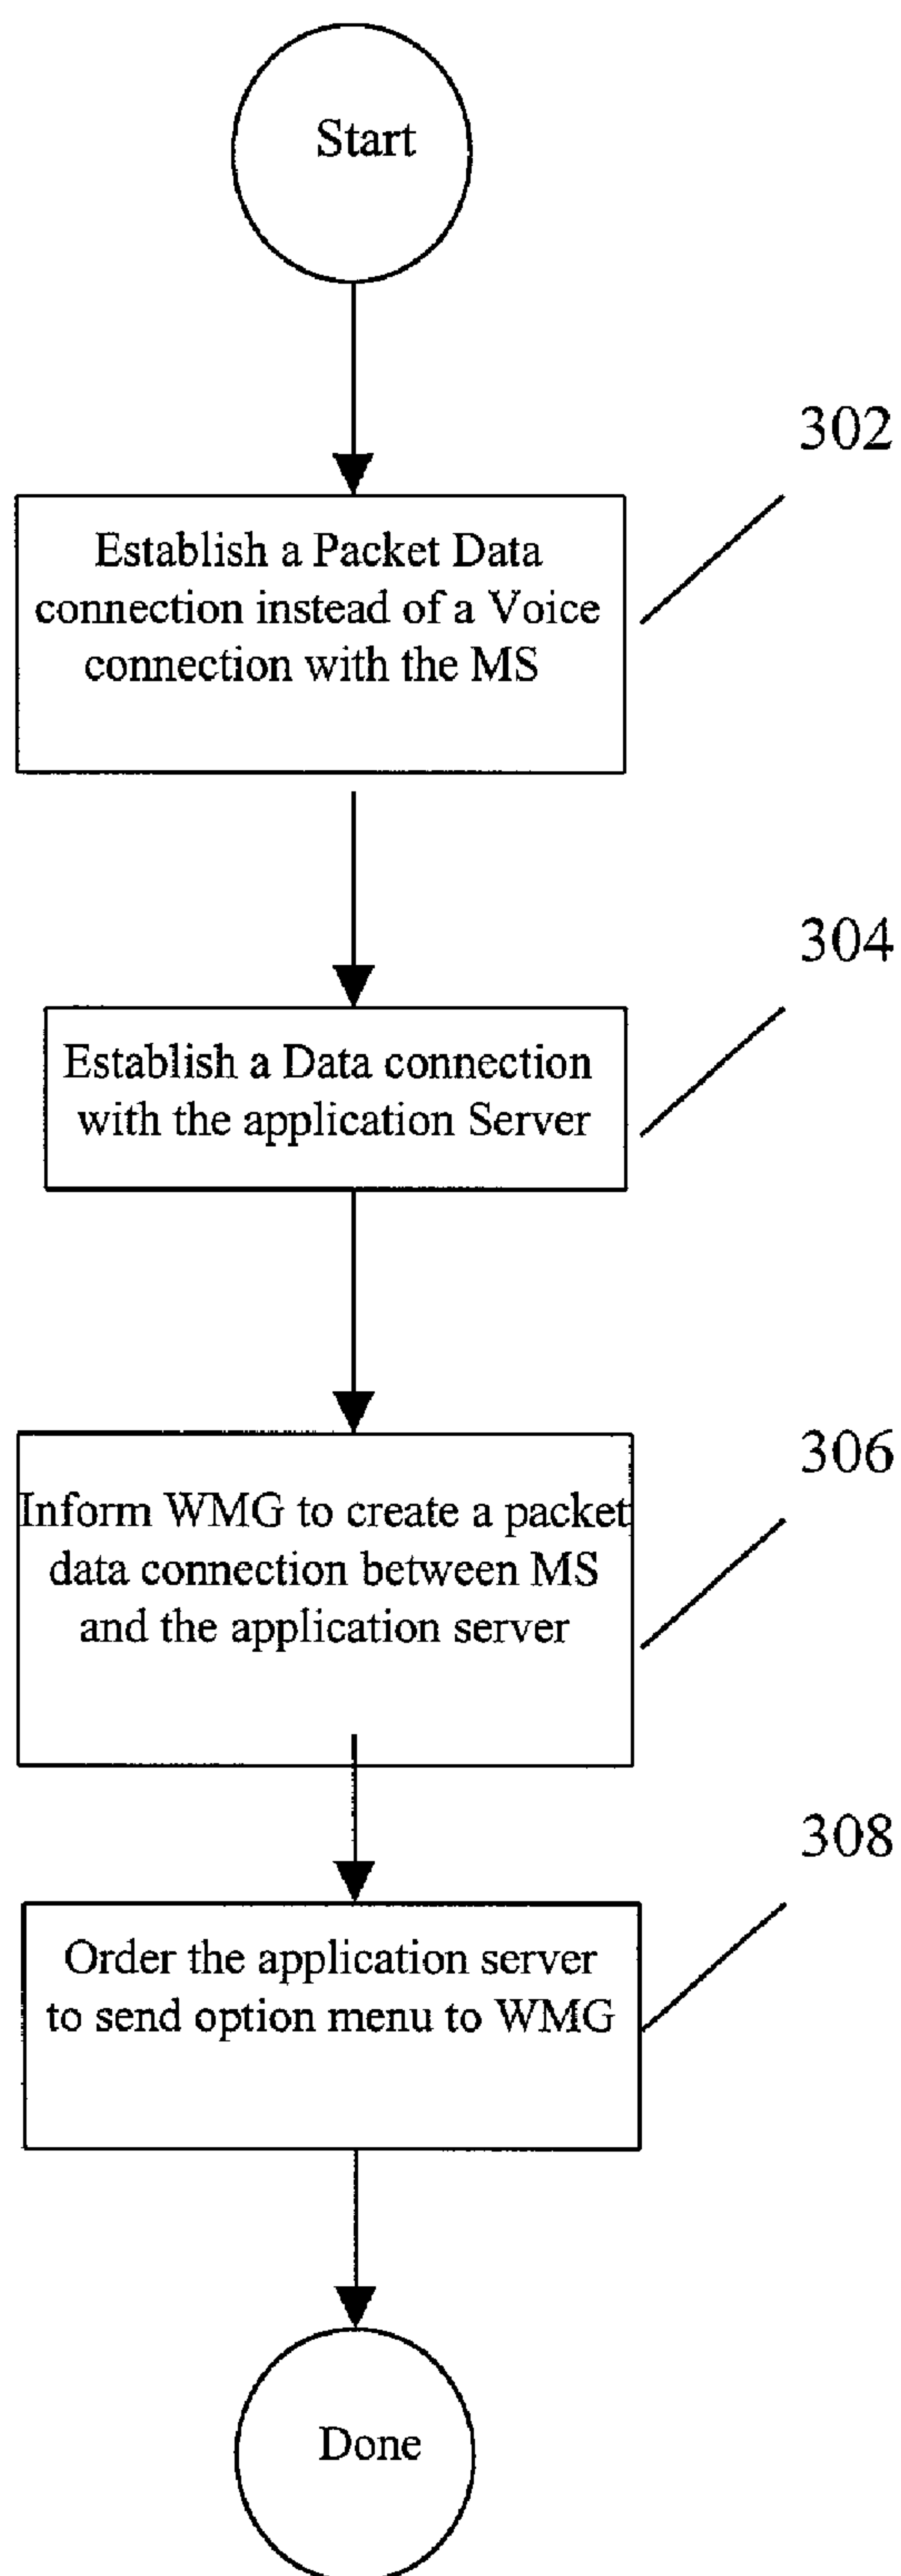 Start
302
Establish a Packet Data
connection instead of a Voice
connection with the MS
304
Establish a Data connection
with the application Server
306
Inform WMG to create a packet
data connection between MS
and the application server
308
Order the application server
to send option menu to WMG
Done